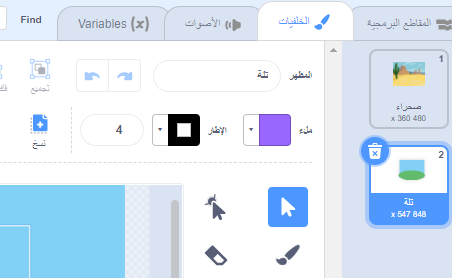 المقاطع البرمجية
الخلفيات
الأصوات
Variables (x)
Find
المظهر
تلة
تجميع
ملء
الإطار
4
نسخ
1
صحراء
480 x 360
2
تلة
848 x 547